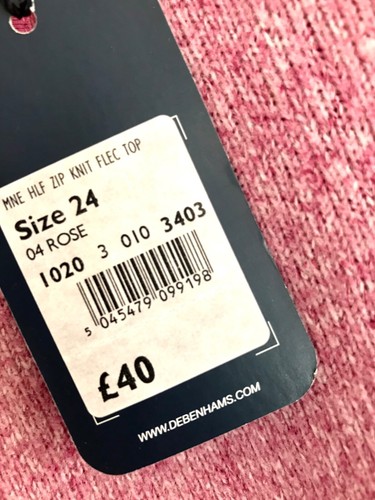 MNE HLF ZIP KNIT FLEC TOP
Size 24
04 ROSE
1020 3 010 3403
5 045479 099198
£40
WWW.DEBENHAMS.COM